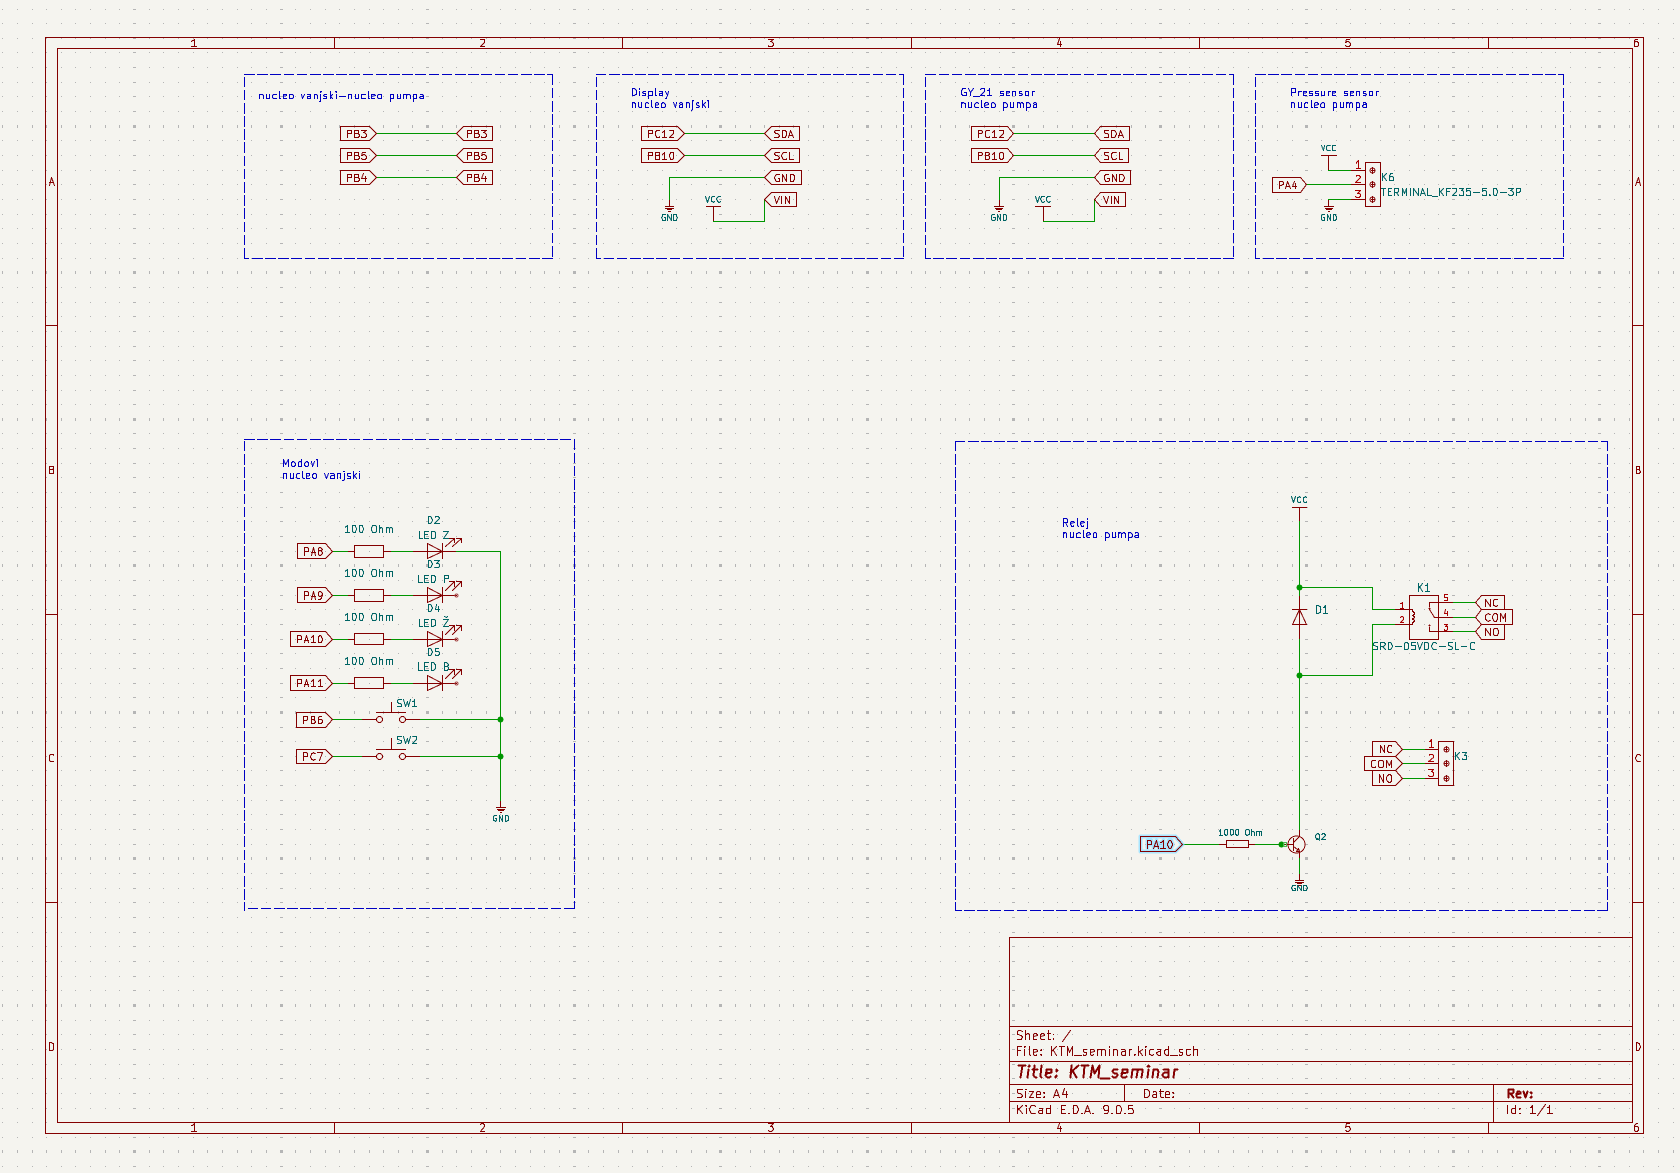 1 2 3 4 5 6
nucleo vanjski-nucleo pumpa
PB3 PB3
PB5 PB5
PB4 PB4
Display
nucleo vanjski
PC12 SDA
PB10 SCL
GND
VCC VIN
GND
GY_21 sensor
nucleo pumpa
PC12 SDA
PB10 SCL
GND
VCC VIN
GND
Pressure sensor
nucleo pumpa
VCC
1
PA4 2 K6
3 TERMINAL_KF235-5.0-3P
GND
A A
B B
Modovi
nucleo vanjski
100 Ohm D2
LED Z
PA8
100 Ohm D3
LED P
PA9
100 Ohm D4
LED Ž
PA10
100 Ohm D5
LED B
PA11
SW1
PB6
SW2
PC7
GND
Relej
nucleo pumpa
VCC
D1
K1
1 5 NC
2 4 COM
3 NO
SRD-05VDC-SL-C
NC 1
COM 2 K3
NO 3
1000 Ohm
PA10 Q2
GND
C C
D D
Sheet: /
File: KTM_seminar.kicad_sch
Title: KTM_seminar
Size: A4 Date: Rev:
KiCad E.D.A. 9.0.5 Id: 1/1
1 2 3 4 5 6